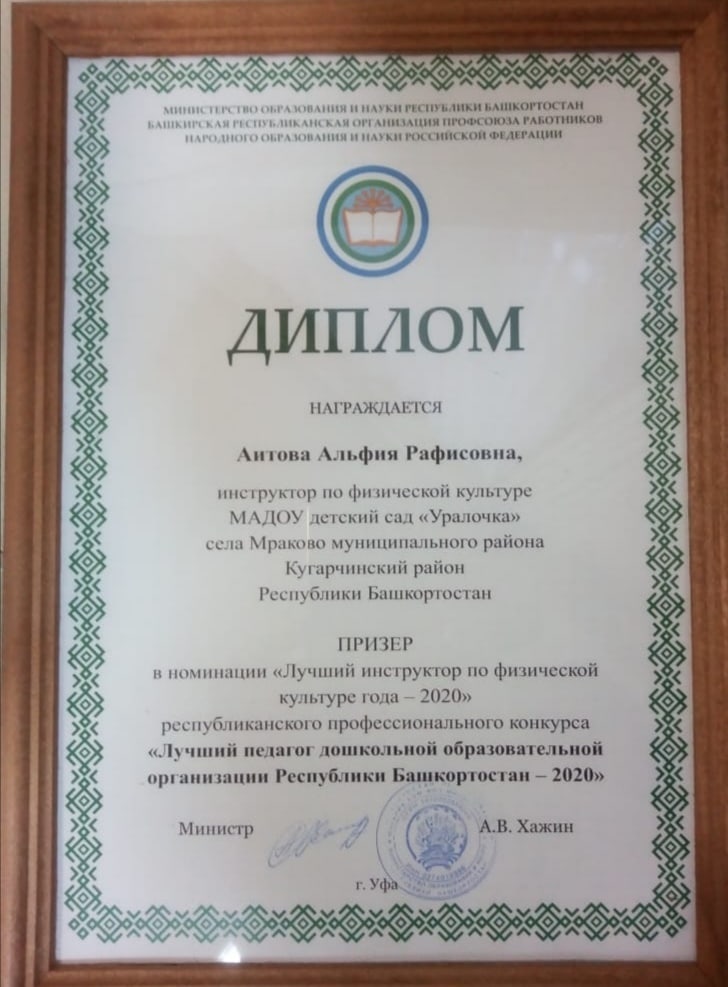 МИНИСТЕРСТВО ОБРАЗОВАНИЯ И НАУКИ РЕСПУБЛИКИ БАШКОРТОСТАН
БАШКИРСКАЯ РЕСПУБЛИКАНСКАЯ ОРГАНИЗАЦИЯ ПРОФСОЮЗА РАБОТНИКОВ
НАРОДНОГО ОБРАЗОВАНИЯ И НАУКИ РОССИЙСКОЙ ФЕДЕРАЦИИ
ДИПЛОМ
НАГРАЖДАЕТСЯ
Аитова Альфия Рафисовна,
инструктор по физической культуре
МАДОУ детский сад «Уралочка»
села Мраково муниципального района
Кугарчинский район
Республики Башкортостан
ПРИЗЕР
в номинации «Лучший инструктор по физической
культуре года – 2020»
республиканского профессионального конкурса
«Лучший педагог дошкольной образовательной
организации Республики Башкортостан – 2020»
Министр А.В. Хажин
г. Уфа